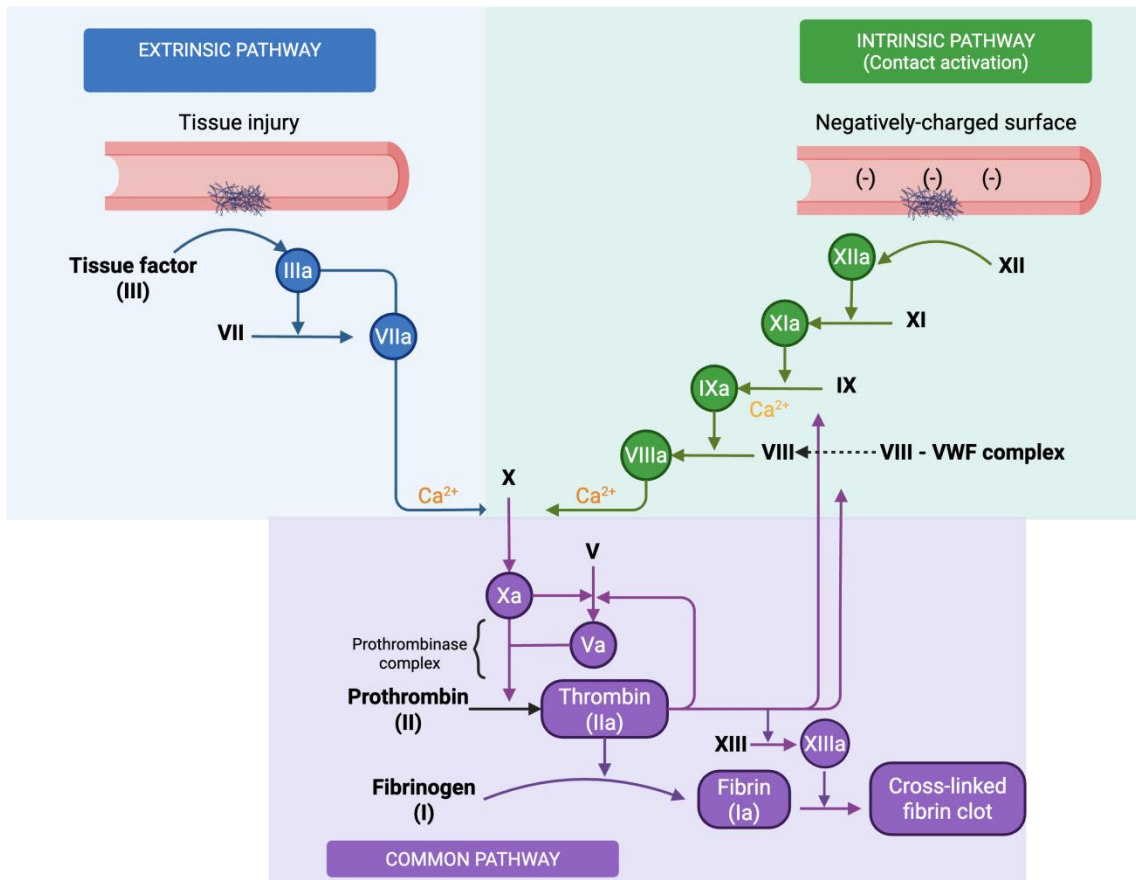 EXTRINSIC PATHWAY
INTRINSIC PATHWAY
(Contact activation)
Tissue injury
Negatively-charged surface
(-) (-) (-)
Tissue factor
(III)
IIIa
XIIa
XII
VII
VIIa
XIa
XI
IXa
IX
Ca²⁺
VIIIa
VIII
VIII - VWF complex
Ca²⁺
X
Ca²⁺
V
Xa
Va
Prothrombinase
complex
Prothrombin
(II)
Thrombin
(IIa)
XIII
XIIIa
Fibrinogen
(I)
Fibrin
(Ia)
Cross-linked
fibrin clot
COMMON PATHWAY